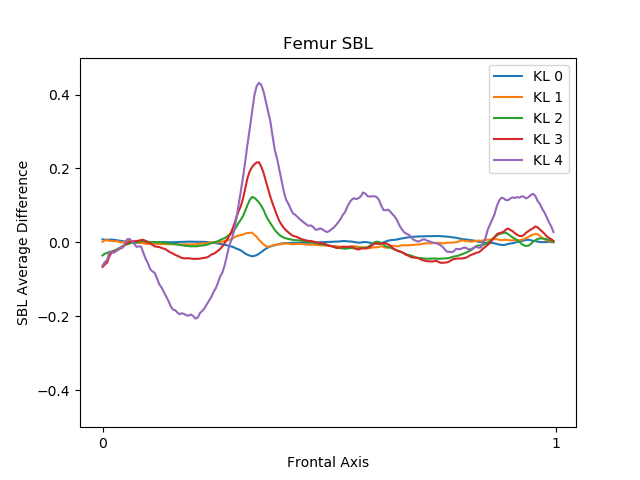 Femur SBL
SBL Average Difference
0.4
0.2
0.0
−0.2
−0.4
KL 0
KL 1
KL 2
KL 3
KL 4
0
1
Frontal Axis